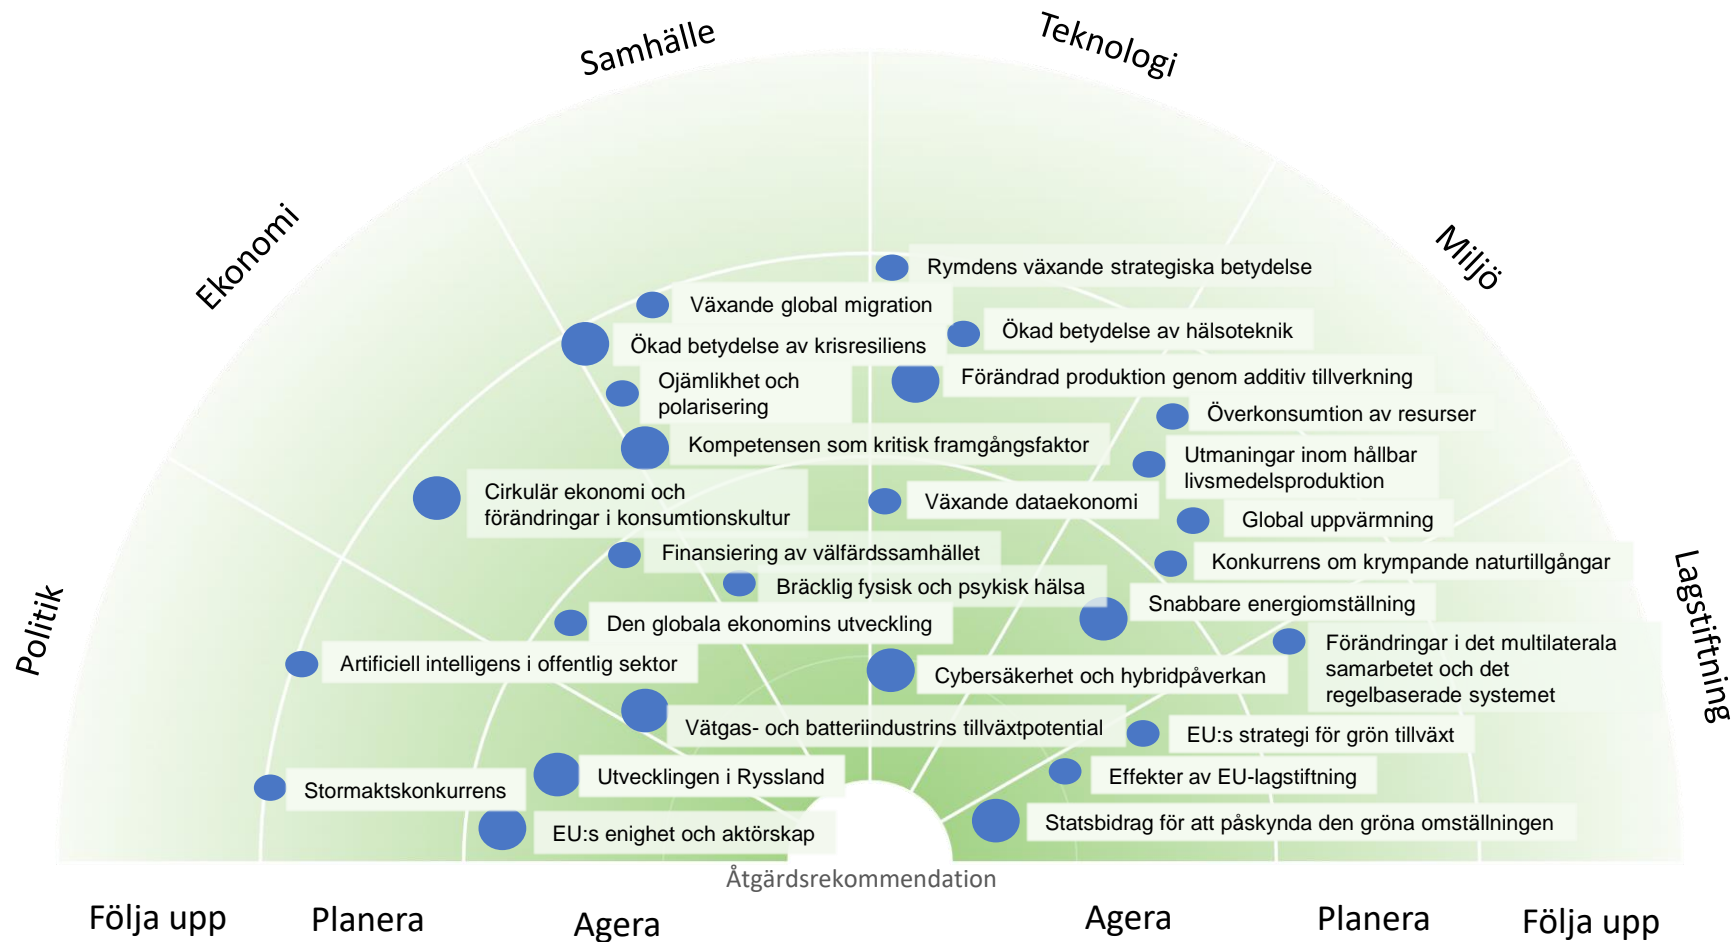 Samhälle
Teknologi
Ekonomi
Miljö
Politik
Lagstiftning
Rymdens växande strategiska betydelse
Växande global migration
Ökad betydelse av hälsoteknik
Ökad betydelse av krisresiliens
Förändrad produktion genom additiv tillverkning
Ojämlikhet och
polarisering
Överkonsumtion av resurser
Kompetensen som kritisk framgångsfaktor
Utmaningar inom hållbar
livsmedelsproduktion
Cirkulär ekonomi och
förändringar i konsumtionskultur
Växande dataekonomi
Global uppvärmning
Finansiering av välfärdssamhället
Konkurrens om krympande naturtillgångar
Bräcklig fysisk och psykisk hälsa
Snabbare energiomställning
Den globala ekonomins utveckling
Förändringar i det multilaterala
samarbetet och det
regelbaserade systemet
Artificiell intelligens i offentlig sektor
Cybersäkerhet och hybridpåverkan
Vätgas- och batteriindustrins tillväxtpotential
EU:s strategi för grön tillväxt
Utvecklingen i Ryssland
Effekter av EU-lagstiftning
Stormaktskonkurrens
EU:s enighet och aktörskap
Statsbidrag för att påskynda den gröna omställningen
Åtgärdsrekommendation
Följa upp
Planera
Agera
Agera
Planera
Följa upp